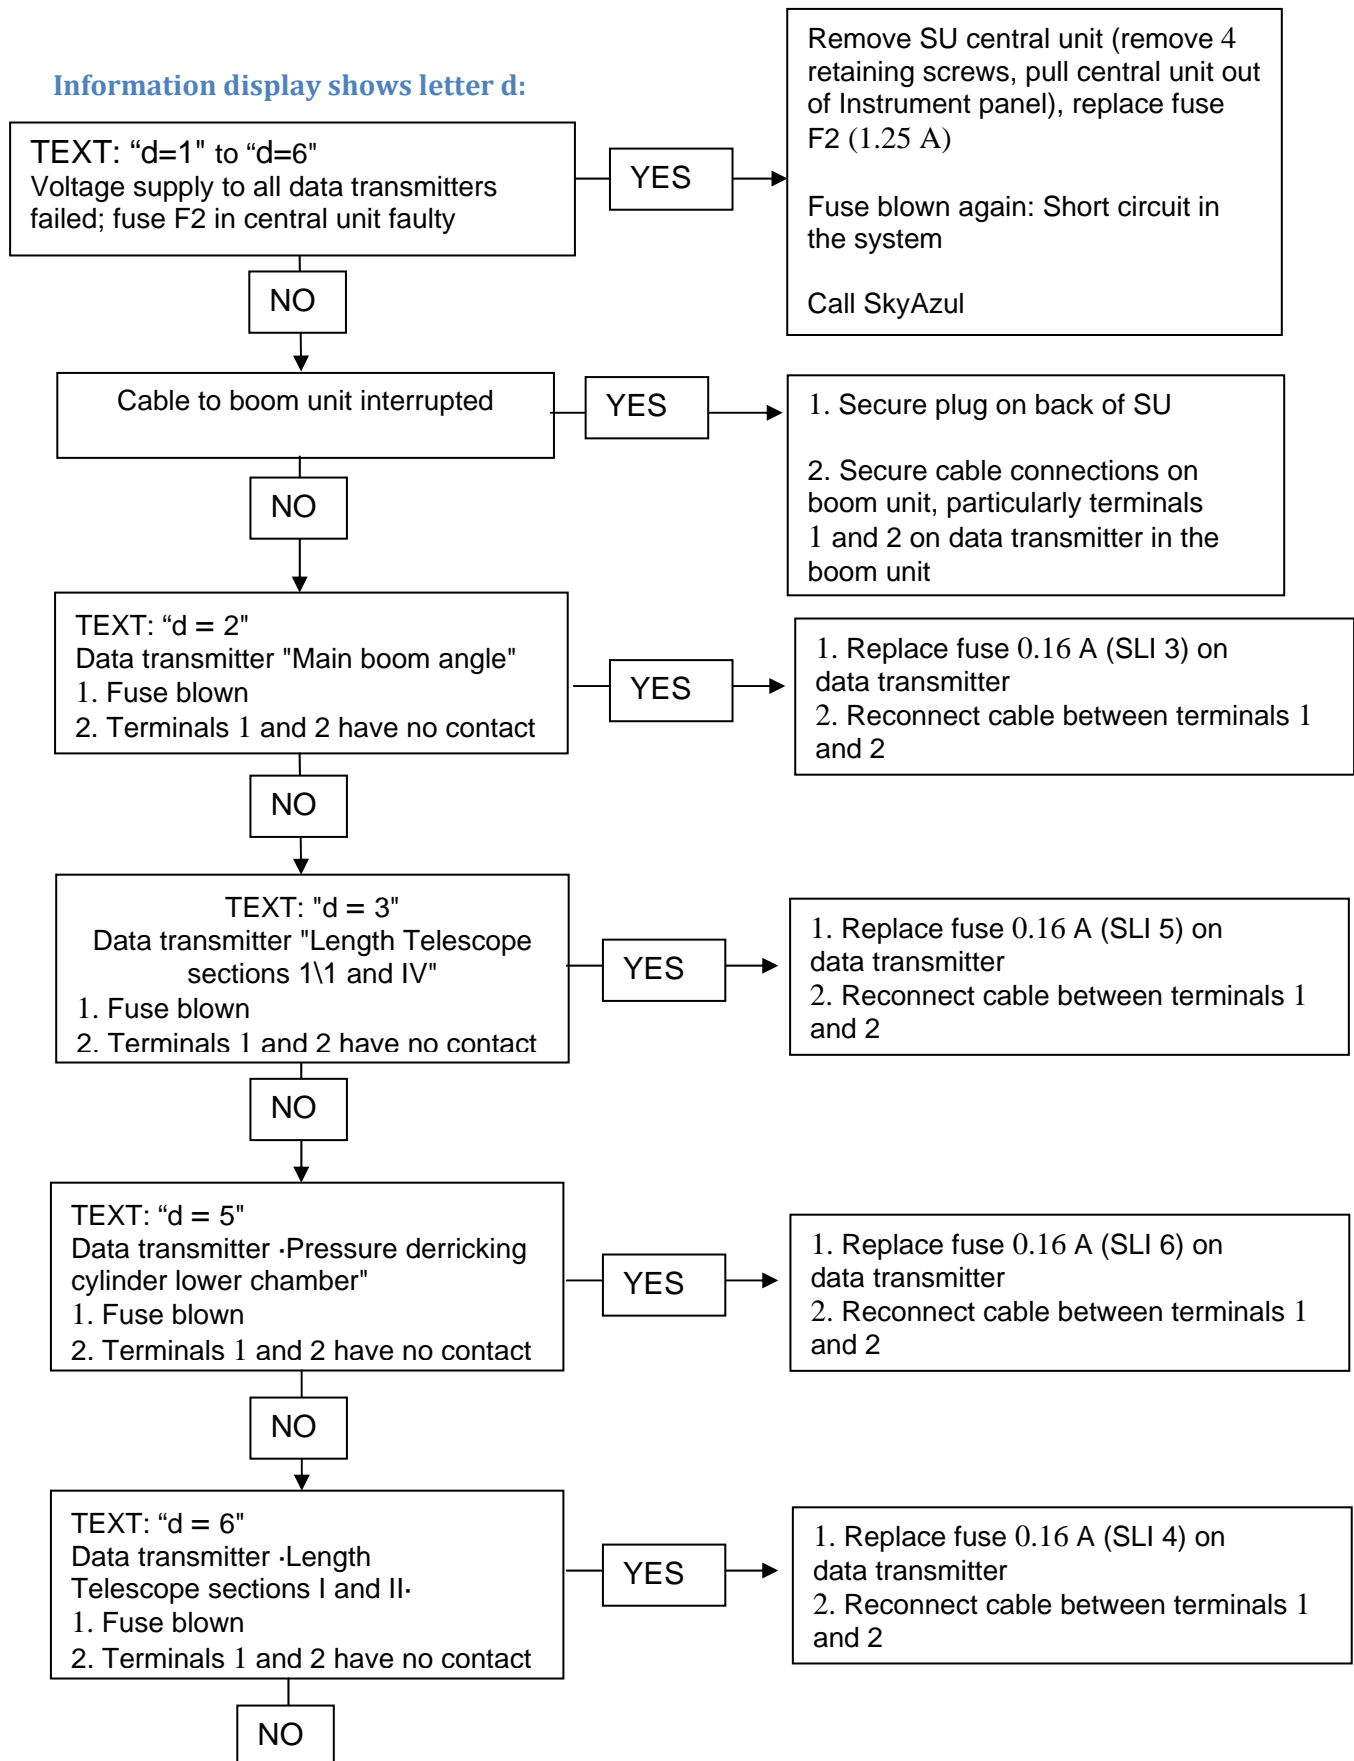 Information display shows letter d:
TEXT: “d=1" to “d=6"
Voltage supply to all data transmitters
failed; fuse F2 in central unit faulty
YES
Remove SU central unit (remove 4
retaining screws, pull central unit out
of Instrument panel), replace fuse
F2 (1.25 A)
Fuse blown again: Short circuit in
the system
Call SkyAzul
NO
Cable to boom unit interrupted
YES
1. Secure plug on back of SU
2. Secure cable connections on
boom unit, particularly terminals
1 and 2 on data transmitter in the
boom unit
NO
TEXT: “d = 2"
Data transmitter "Main boom angle"
1. Fuse blown
2. Terminals 1 and 2 have no contact
YES
1. Replace fuse 0.16 A (SLI 3) on
data transmitter
2. Reconnect cable between terminals 1
and 2
NO
TEXT: "d = 3"
Data transmitter "Length Telescope
sections 1\1 and IV"
1. Fuse blown
2. Terminals 1 and 2 have no contact
YES
1. Replace fuse 0.16 A (SLI 5) on
data transmitter
2. Reconnect cable between terminals 1
and 2
NO
TEXT: “d = 5"
Data transmitter ·Pressure derricking
cylinder lower chamber"
1. Fuse blown
2. Terminals 1 and 2 have no contact
YES
1. Replace fuse 0.16 A (SLI 6) on
data transmitter
2. Reconnect cable between terminals 1
and 2
NO
TEXT: “d = 6"
Data transmitter ·Length
Telescope sections I and II·
1. Fuse blown
2. Terminals 1 and 2 have no contact
YES
1. Replace fuse 0.16 A (SLI 4) on
data transmitter
2. Reconnect cable between terminals 1
and 2
NO